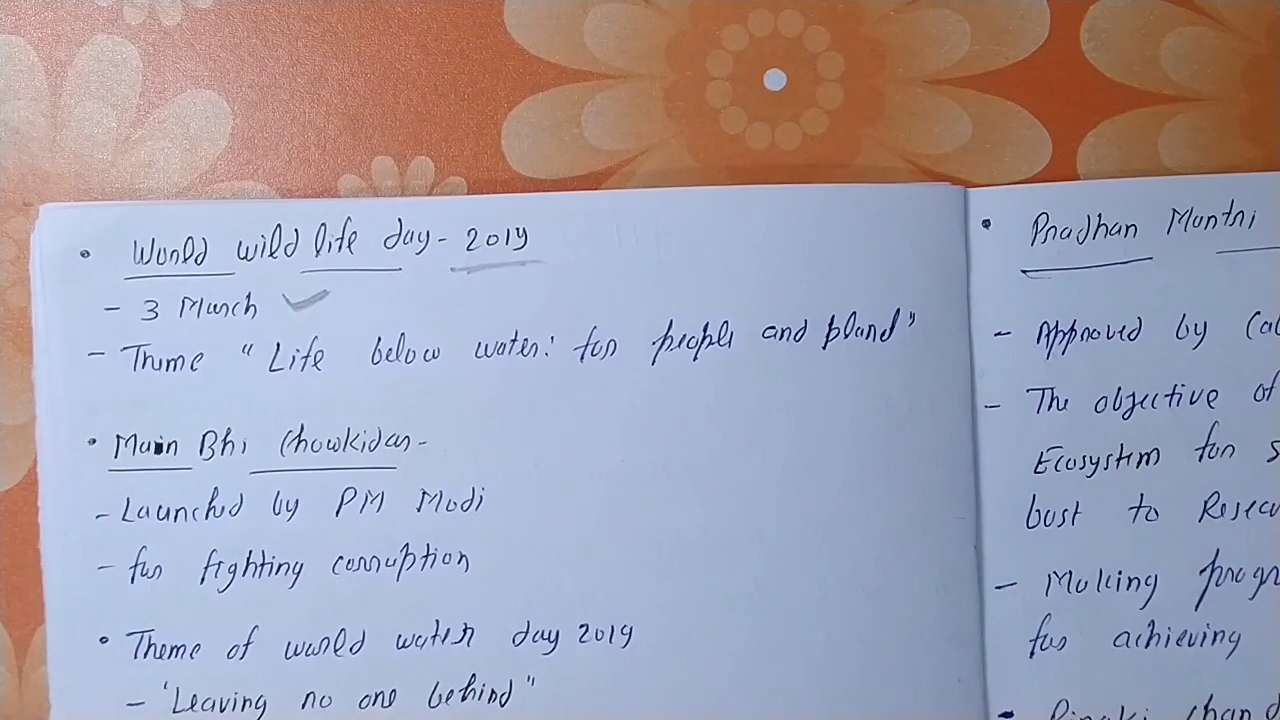 • World wild life day - 2019
- 3 March ✓
- Theme "Life below water: for people and pland"
• Main Bhi Chowkidar -
- Launched by PM Modi
- for fighting corruption
• Theme of world water day 2019
- 'Leaving no one behind"
• Pradhan Mantri
- Approved by
- The objective of
Ecosystem for
bust to
- Making
for achieving